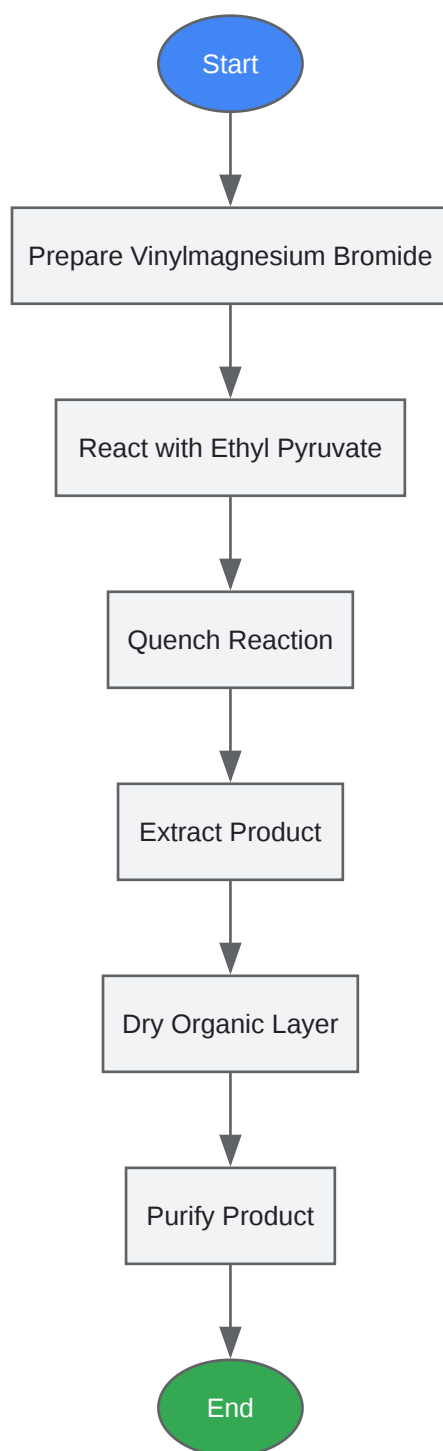 Start
Prepare Vinylmagnesium Bromide
React with Ethyl Pyruvate
Quench Reaction
Extract Product
Dry Organic Layer
Purify Product
End